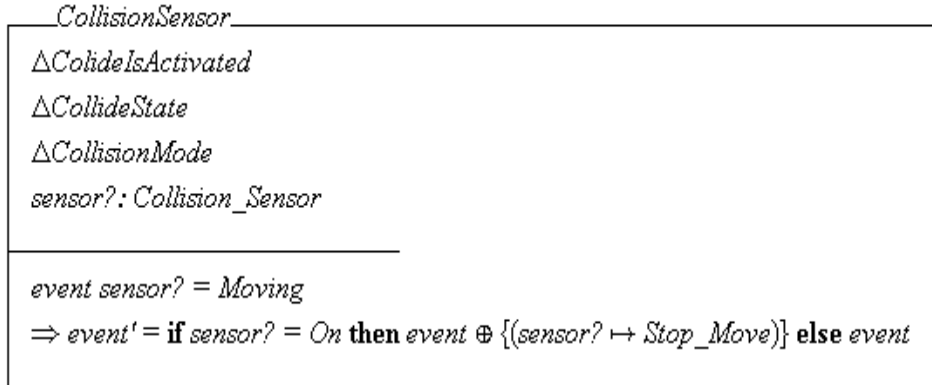 CollisionSensor
ΔColideIsActivated
ΔCollideState
ΔCollisionMode
sensor?: Collision_Sensor
event sensor? = Moving
⇒ event' = if sensor? = On then event ⊕ {(sensor? ↦ Stop_Move)} else event